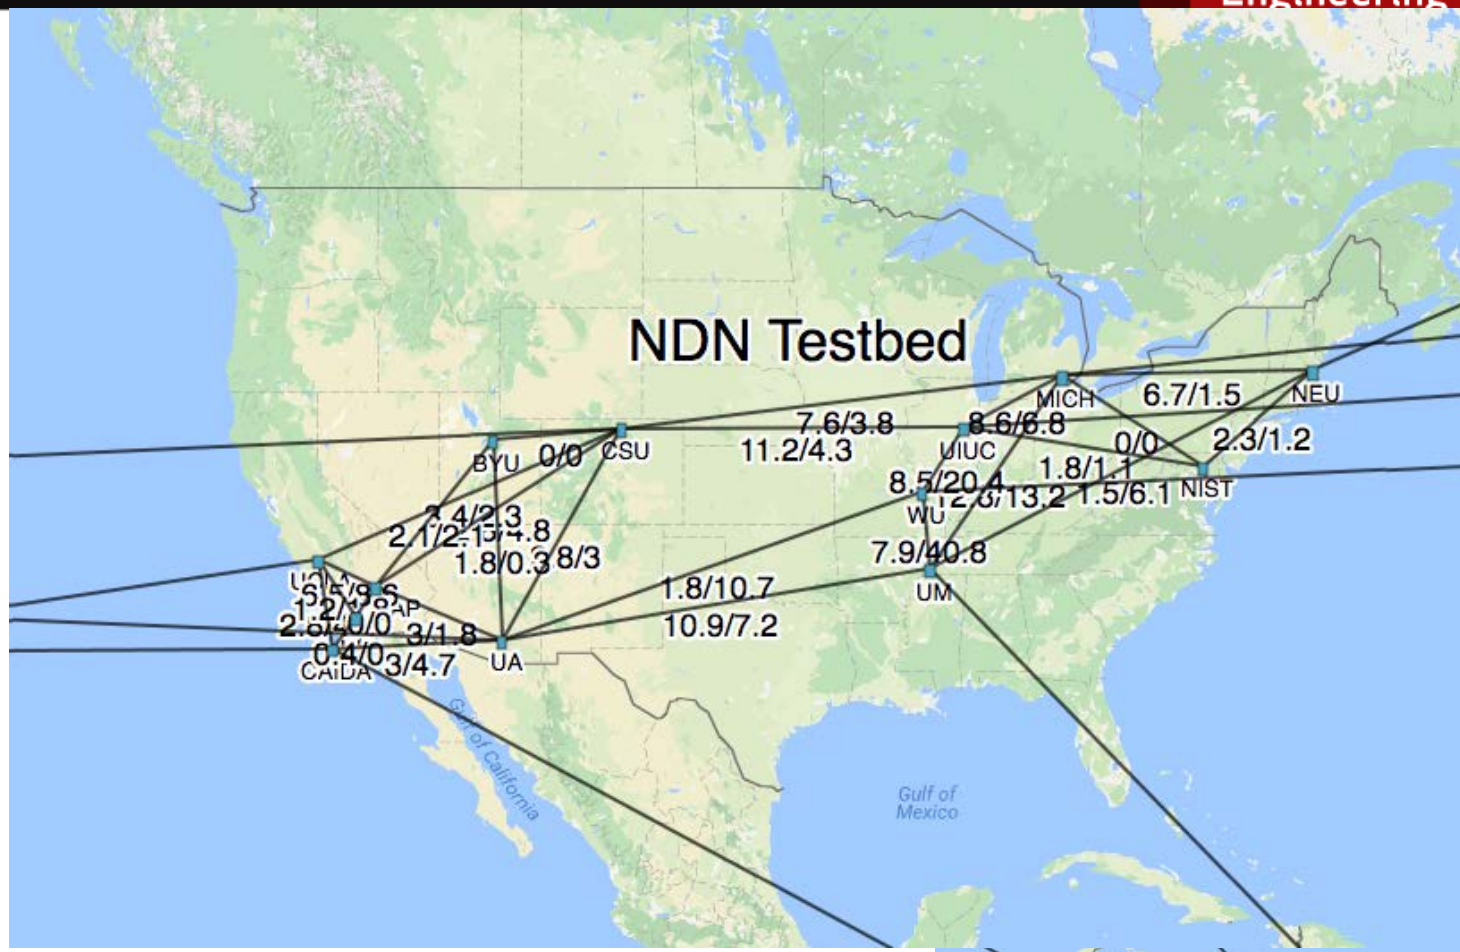 Engineering
NDN Testbed
MICH
6.7/1.5
NEU
7.6/3.8
8.6/6.8
CSU
UIUC
0/0
2.3/1.2
BYU
0/0
11.2/4.3
1.8/1.1
8.5/20.4
NIST
1.5/6.1
WU
7.9/40.8
1.8/0.3
8/3
1.8/10.7
UM
10.9/7.2
3/1.8
UA
0.4/0
3/4.7
CAIDA
Gulf of California
Gulf of
Mexico